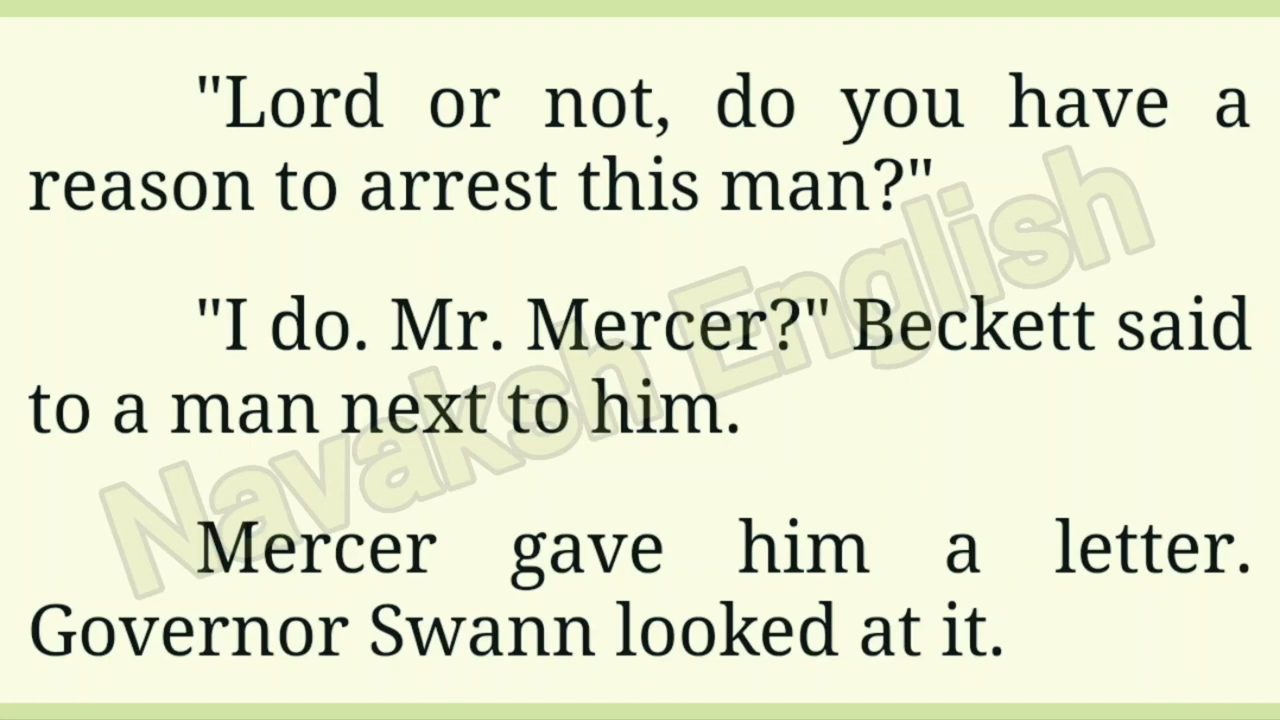 "Lord or not, do you have a
reason to arrest this man?"
"I do. Mr. Mercer?" Beckett said
to a man next to him.
Mercer gave him a letter.
Governor Swann looked at it.
Navaksh English